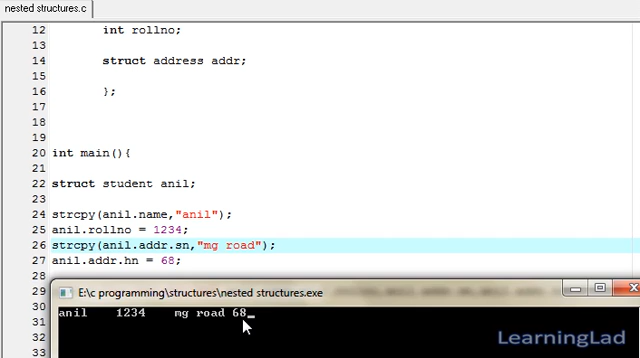 nested structures.c
12 int rollno;
13
14 struct address addr;
15
16 };
17
18
19
20 int main(){
21
22 struct student anil;
23
24 strcpy(anil.name,"anil");
25 anil.rollno = 1234;
26 strcpy(anil.addr.sn,"mg road");
27 anil.addr.hn = 68;
28
29
30
31
32
33
E:\c programming\structures\nested structures.exe
anil 1234 mg road 68_
LearningLad